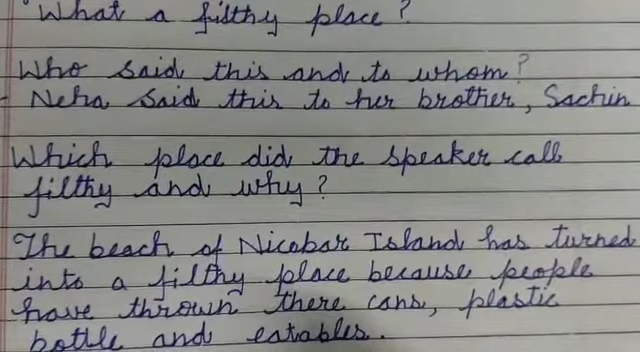 "What a filthy place?
Who said this and to whom?
- Neha said this to her brother, Sachin
Which place did the speaker call
filthy and why?
The beach of Nicobar Island has turned
into a filthy place because people
have thrown there cans, plastic
bottle and eatables.